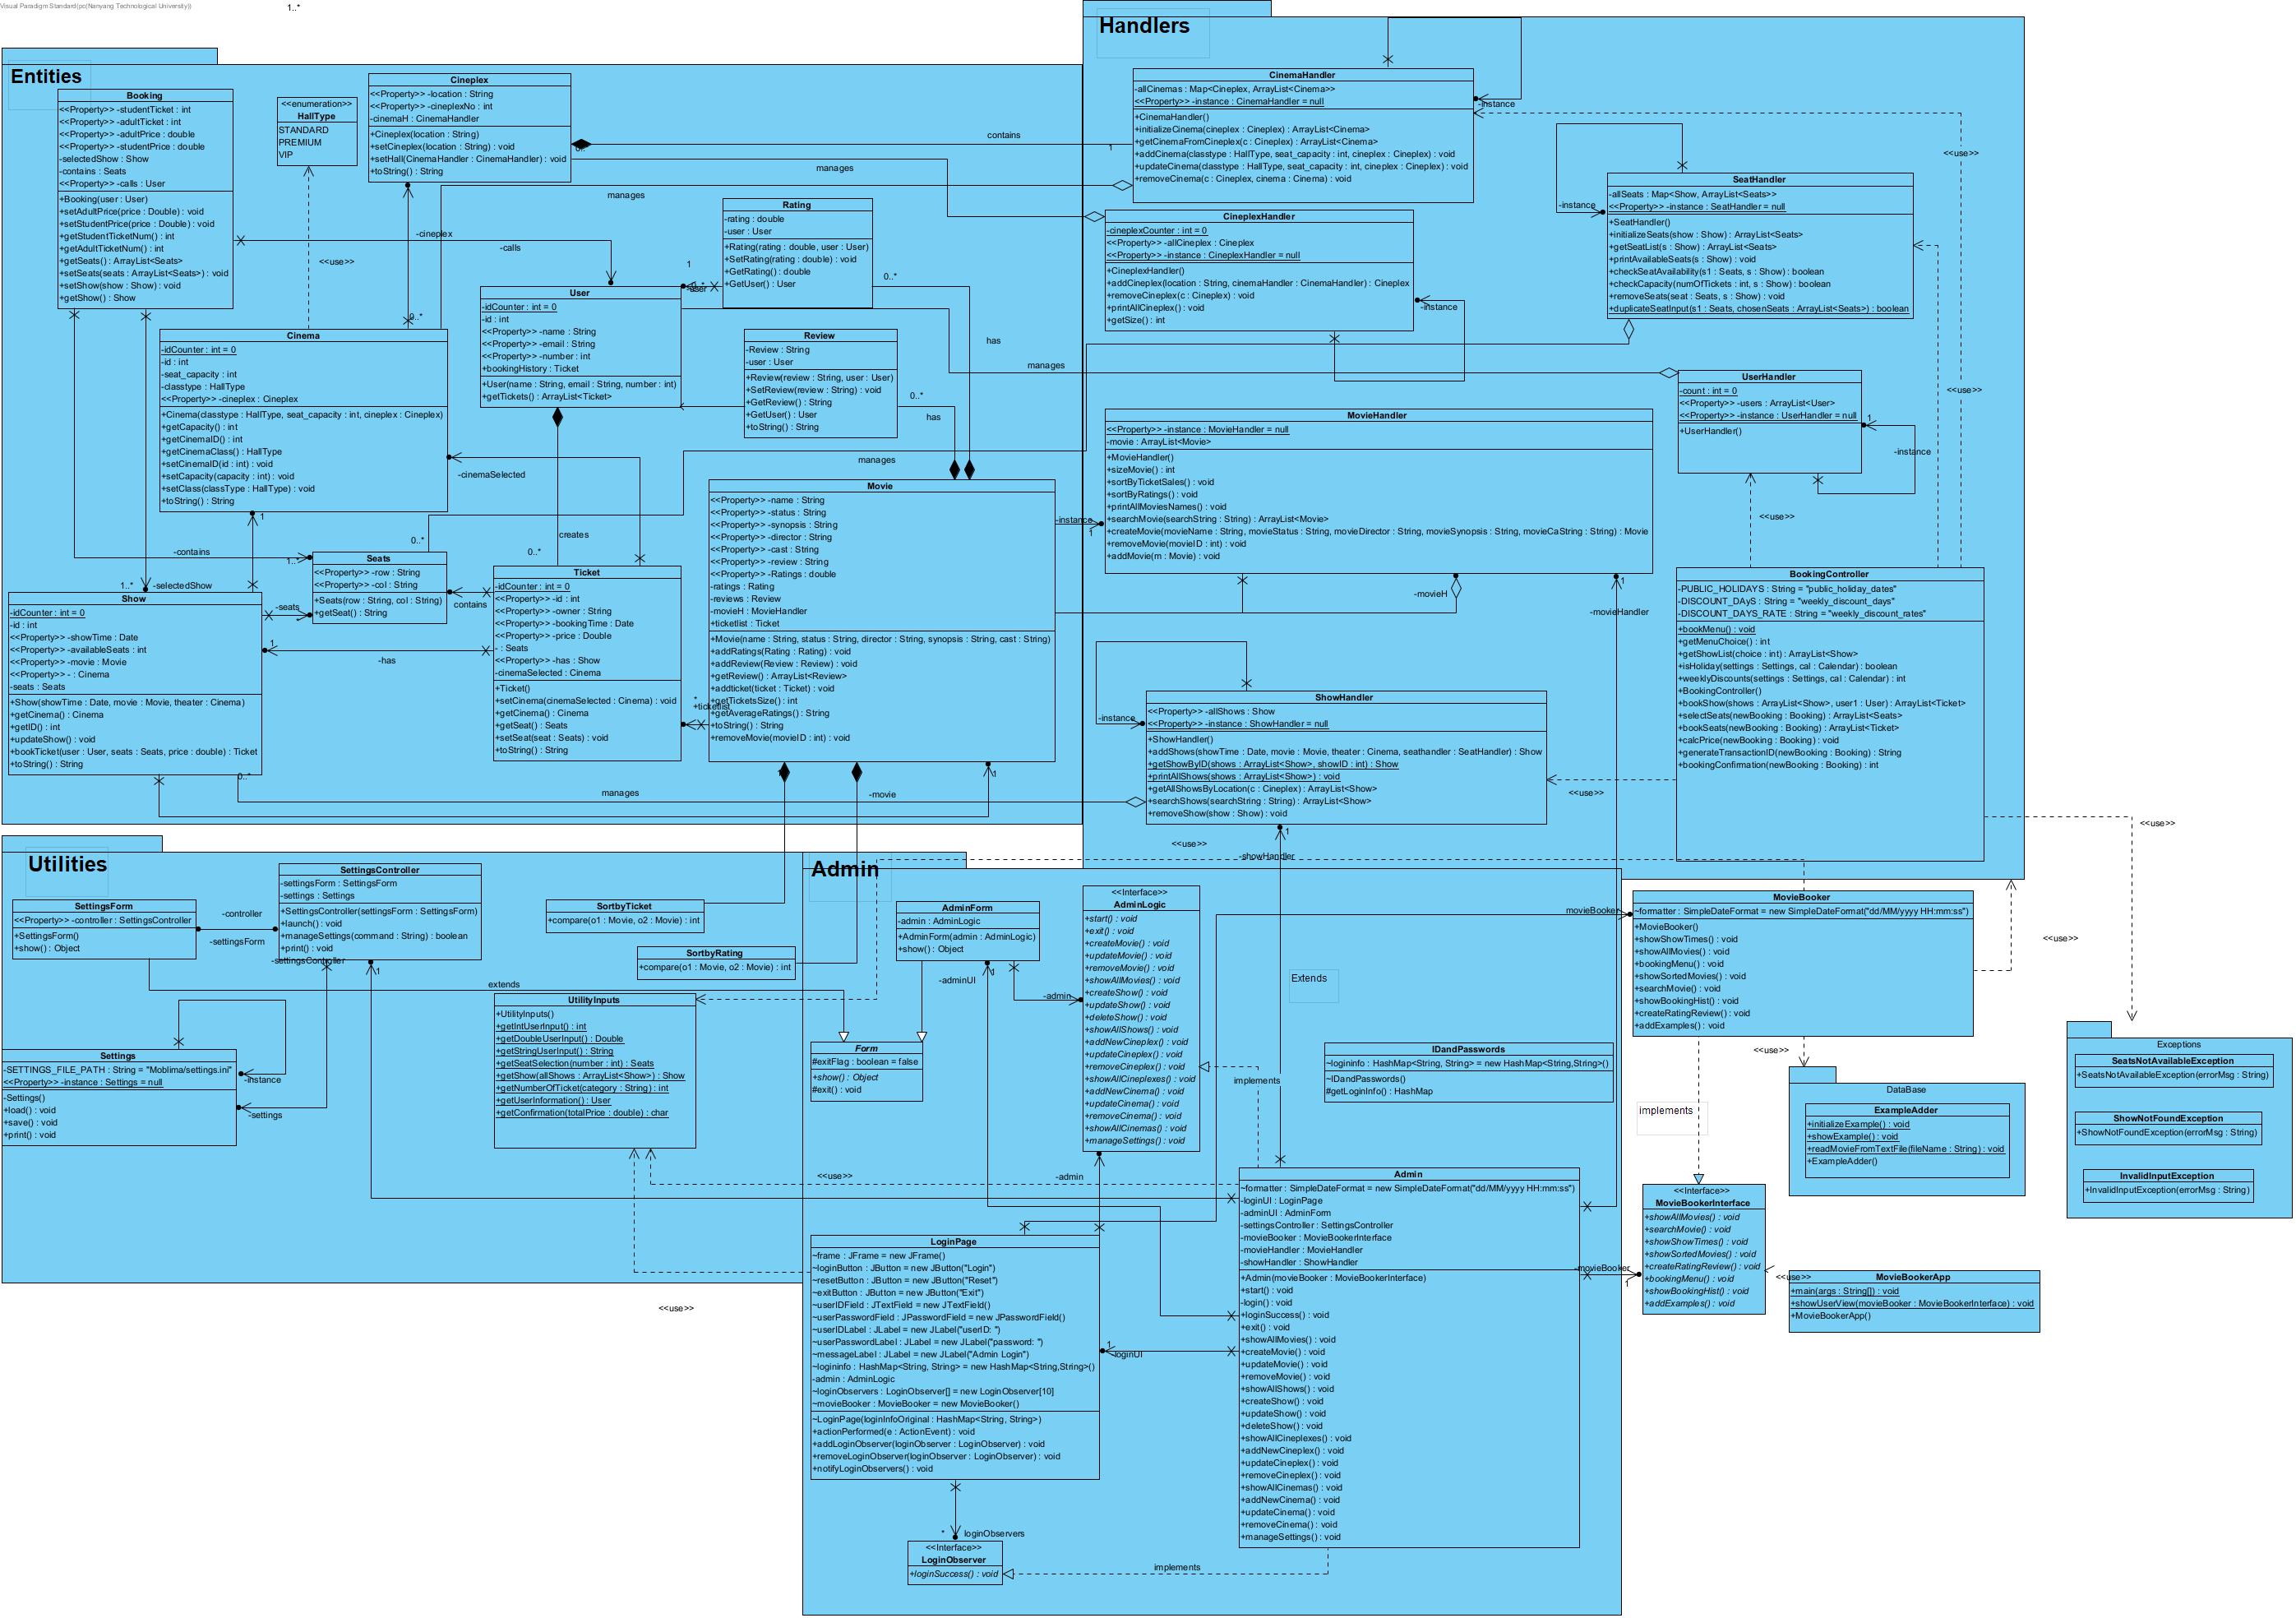 Visual Paradigm Standard(pc(Nanyang Technological University))
1..*
Entities
Booking
<<Property>> -studentTicket : int
<<Property>> -adultTicket : int
<<Property>> -adultPrice : double
<<Property>> -studentPrice : double
-selectedShow : Show
-contains : Seats
<<Property>> -calls : User
+Booking(user : User)
+setAdultPrice(price : Double) : void
+setStudentPrice(price : Double) : void
+getStudentTicketNum() : int
+getAdultTicketNum() : int
+getSeats() : ArrayList<Seats>
+setSeats(seats : ArrayList<Seats>) : void
+setShow(show : Show) : void
+getShow() : Show
<<enumeration>>
HallType
STANDARD
PREMIUM
VIP
<<use>>
Cineplex
<<Property>> -location : String
<<Property>> -cineplexNo : int
-cinemaH : CinemaHandler
+Cineplex(location : String)
+setCineplex(location : String) : void
+setHall(CinemaHandler : CinemaHandler) : void
+toString() : String
contains
1
manages
manages
-cineplex
-calls
0..*
Rating
-rating : double
-user : User
+Rating(rating : double, user : User)
+SetRating(rating : double) : void
+GetRating() : double
+GetUser() : User
1
0..*
-user
has
User
-idCounter : int = 0
-id : int
<<Property>> -name : String
<<Property>> -email : String
<<Property>> -number : int
+bookingHistory : Ticket
+User(name : String, email : String, number : int)
+getTickets() : ArrayList<Ticket>
Review
-Review : String
-user : User
+Review(review : String, user : User)
+SetReview(review : String) : void
+GetReview() : String
+GetUser() : User
+toString() : String
0..*
has
manages
manages
Cinema
-idCounter : int = 0
-id : int
-seat_capacity : int
-classtype : HallType
<<Property>> -cineplex : Cineplex
+Cinema(classtype : HallType, seat_capacity : int, cineplex : Cineplex)
+getCapacity() : int
+getCinemaID() : int
+getCinemaClass() : HallType
+setCinemaID(id : int) : void
+setCapacity(capacity : int) : void
+setClass(classType : HallType) : void
+toString() : String
-cinemaSelected
1
creates
0..*
0..*
-contains
1..*
1..*
-selectedShow
Seats
<<Property>> -row : String
<<Property>> -col : String
+Seats(row : String, col : String)
+getSeat() : String
-seats
contains
Show
-idCounter : int = 0
-id : int
<<Property>> -showTime : Date
<<Property>> -availableSeats : int
<<Property>> -movie : Movie
<<Property>> - : Cinema
-seats : Seats
+Show(showTime : Date, movie : Movie, theater : Cinema)
+getCinema() : Cinema
+getID() : int
+updateShow() : void
+bookTicket(user : User, seats : Seats, price : double) : Ticket
+toString() : String
1
-has
0..*
manages
-movie
1
Ticket
-idCounter : int = 0
<<Property>> -id : int
<<Property>> -owner : String
<<Property>> -bookingTime : Date
<<Property>> -price : Double
- : Seats
<<Property>> -has : Show
-cinemaSelected : Cinema
+Ticket()
+setCinema(cinemaSelected : Cinema) : void
+getCinema() : Cinema
+getSeat() : Seats
+setSeat(seat : Seats) : void
+toString() : String
*
+ticketlist
Movie
<<Property>> -name : String
<<Property>> -status : String
<<Property>> -synopsis : String
<<Property>> -director : String
<<Property>> -cast : String
<<Property>> -review : String
<<Property>> -Ratings : double
-ratings : Rating
-reviews : Review
-movieH : MovieHandler
+ticketlist : Ticket
+Movie(name : String, status : String, director : String, synopsis : String, cast : String)
+addRatings(Rating : Rating) : void
+addReview(Review : Review) : void
+getReview() : ArrayList<Review>
+addticket(ticket : Ticket) : void
+getTicketsSize() : int
+getAverageRatings() : String
+toString() : String
+removeMovie(movieID : int) : void
Handlers
CinemaHandler
-allCinemas : Map<Cineplex, ArrayList<Cinema>>
<<Property>> -instance : CinemaHandler = null
+CinemaHandler()
+initializeCinema(cineplex : Cineplex) : ArrayList<Cinema>
+getCinemaFromCineplex(c : Cineplex) : ArrayList<Cinema>
+addCinema(classtype : HallType, seat_capacity : int, cineplex : Cineplex) : void
+updateCinema(classtype : HallType, seat_capacity : int, cineplex : Cineplex) : void
+removeCinema(c : Cineplex, cinema : Cinema) : void
-instance
<<use>>
CineplexHandler
-cineplexCounter : int = 0
<<Property>> -allCineplex : Cineplex
<<Property>> -instance : CineplexHandler = null
+CineplexHandler()
+addCineplex(location : String, cinemaHandler : CinemaHandler) : Cineplex
+removeCineplex(c : Cineplex) : void
+printAllCineplex() : void
+getSize() : int
-instance
SeatHandler
-allSeats : Map<Show, ArrayList<Seats>>
<<Property>> -instance : SeatHandler = null
+SeatHandler()
+initializeSeats(show : Show) : ArrayList<Seats>
+getSeatList(s : Show) : ArrayList<Seats>
+printAvailableSeats(s : Show) : void
+checkSeatAvailability(s1 : Seats, s : Show) : boolean
+checkCapacity(numOfTickets : int, s : Show) : boolean
+removeSeats(seat : Seats, s : Show) : void
+duplicateSeatInput(s1 : Seats, chosenSeats : ArrayList<Seats>) : boolean
-instance
<<use>>
UserHandler
-count : int = 0
<<Property>> -users : ArrayList<User>
<<Property>> -instance : UserHandler = null
+UserHandler()
1
-instance
<<use>>
MovieHandler
<<Property>> -instance : MovieHandler = null
-movie : ArrayList<Movie>
+MovieHandler()
+sizeMovie() : int
+sortByTicketSales() : void
+sortByRatings() : void
+printAllMoviesNames() : void
+searchMovie(searchString : String) : ArrayList<Movie>
+createMovie(movieName : String, movieStatus : String, movieDirector : String, movieSynopsis : String, movieCaString : String) : Movie
+removeMovie(movieID : int) : void
+addMovie(m : Movie) : void
-instance
1
-movieH
1
-movieHandler
BookingController
-PUBLIC_HOLIDAYS : String = "public_holiday_dates"
-DISCOUNT_DAyS : String = "weekly_discount_days"
-DISCOUNT_DAYS_RATE : String = "weekly_discount_rates"
+bookMenu() : void
+getMenuChoice() : int
+getShowList(choice : int) : ArrayList<Show>
+isHoliday(settings : Settings, cal : Calendar) : boolean
+weeklyDiscounts(settings : Settings, cal : Calendar) : int
+BookingController()
+bookShow(shows : ArrayList<Show>, user1 : User) : ArrayList<Ticket>
+selectSeats(newBooking : Booking) : ArrayList<Seats>
+bookSeats(newBooking : Booking) : ArrayList<Ticket>
+calcPrice(newBooking : Booking) : void
+generateTransactionID(newBooking : Booking) : String
+bookingConfirmation(newBooking : Booking) : int
ShowHandler
<<Property>> -allShows : Show
<<Property>> -instance : ShowHandler = null
+ShowHandler()
+addShows(showTime : Date, movie : Movie, theater : Cinema, seathandler : SeatHandler) : Show
+getShowByID(shows : ArrayList<Show>, showID : int) : Show
+printAllShows(shows : ArrayList<Show>) : void
+getAllShowsByLocation(c : Cineplex) : ArrayList<Show>
+searchShows(searchString : String) : ArrayList<Show>
+removeShow(show : Show) : void
-instance
<<use>>
<<use>>
1
<<use>>
-showHandler
Utilities
SettingsForm
<<Property>> -controller : SettingsController
+SettingsForm()
+show() : Object
-controller
-settingsForm
SettingsController
-settingsForm : SettingsForm
-settings : Settings
+SettingsController(settingsForm : SettingsForm)
+launch() : void
+manageSettings(command : String) : boolean
+print() : void
-settingsController
1
extends
SortbyTicket
+compare(o1 : Movie, o2 : Movie) : int
SortbyRating
+compare(o1 : Movie, o2 : Movie) : int
Settings
-SETTINGS_FILE_PATH : String = "Moblima/settings.ini"
<<Property>> -instance : Settings = null
-Settings()
+load() : void
+save() : void
+print() : void
-instance
-settings
UtilityInputs
+UtilityInputs()
+getIntUserInput() : int
+getDoubleUserInput() : Double
+getStringUserInput() : String
+getSeatSelection(number : int) : Seats
+getShow(allShows : ArrayList<Show>) : Show
+getNumberOfTicket(category : String) : int
+getUserInformation() : User
+getConfirmation(totalPrice : double) : char
<<use>>
Admin
AdminForm
-admin : AdminLogic
+AdminForm(admin : AdminLogic)
+show() : Object
-adminUI
1
-admin
Form
#exitFlag : boolean = false
+show() : Object
#exit() : void
<<Interface>>
AdminLogic
+start() : void
+exit() : void
+createMovie() : void
+updateMovie() : void
+removeMovie() : void
+showAllMovies() : void
+createShow() : void
+updateShow() : void
+deleteShow() : void
+showAllShows() : void
+addNewCineplex() : void
+updateCineplex() : void
+removeCineplex() : void
+showAllCineplexes() : void
+addNewCinema() : void
+updateCinema() : void
+removeCinema() : void
+showAllCinemas() : void
+manageSettings() : void
Extends
implements
<<use>>
-admin
IDandPasswords
~logininfo : HashMap<String, String> = new HashMap<String,String>()
~IDandPasswords()
#getLoginInfo() : HashMap
LoginPage
~frame : JFrame = new JFrame()
~loginButton : JButton = new JButton("Login")
~resetButton : JButton = new JButton("Reset")
~exitButton : JButton = new JButton("Exit")
~userIDField : JTextField = new JTextField()
~userPasswordField : JPasswordField = new JPasswordField()
~userIDLabel : JLabel = new JLabel("userID: ")
~userPasswordLabel : JLabel = new JLabel("password: ")
~messageLabel : JLabel = new JLabel("Admin Login")
~logininfo : HashMap<String, String> = new HashMap<String,String>()
-admin : AdminLogic
~loginObservers : LoginObserver[] = new LoginObserver[10]
~movieBooker : MovieBooker = new MovieBooker()
~LoginPage(loginInfoOriginal : HashMap<String, String>)
+actionPerformed(e : ActionEvent) : void
+addLoginObserver(loginObserver : LoginObserver) : void
+removeLoginObserver(loginObserver : LoginObserver) : void
+notifyLoginObservers() : void
1
-loginUI
*
~loginObservers
<<Interface>>
LoginObserver
+loginSuccess() : void
implements
Admin
~formatter : SimpleDateFormat = new SimpleDateFormat("dd/MM/yyyy HH:mm:ss")
-loginUI : LoginPage
-adminUI : AdminForm
-settingsController : SettingsController
-movieBooker : MovieBookerInterface
-movieHandler : MovieHandler
-showHandler : ShowHandler
+Admin(movieBooker : MovieBookerInterface)
+start() : void
-login() : void
+loginSuccess() : void
+exit() : void
+showAllMovies() : void
+createMovie() : void
+updateMovie() : void
+removeMovie() : void
+showAllShows() : void
+createShow() : void
+updateShow() : void
+deleteShow() : void
+showAllCineplexes() : void
+addNewCineplex() : void
+updateCineplex() : void
+removeCineplex() : void
+showAllCinemas() : void
+addNewCinema() : void
+updateCinema() : void
+removeCinema() : void
+manageSettings() : void
-movieBooker
1
movieBooker
MovieBooker
~formatter : SimpleDateFormat = new SimpleDateFormat("dd/MM/yyyy HH:mm:ss")
+MovieBooker()
+showShowTimes() : void
+showAllMovies() : void
+bookingMenu() : void
+showSortedMovies() : void
+searchMovie() : void
+showBookingHist() : void
+createRatingReview() : void
+addExamples() : void
<<use>>
<<use>>
implements
<<Interface>>
MovieBookerInterface
+showAllMovies() : void
+searchMovie() : void
+showShowTimes() : void
+showSortedMovies() : void
+createRatingReview() : void
+bookingMenu() : void
+showBookingHist() : void
+addExamples() : void
DataBase
ExampleAdder
+initializeExample() : void
+showExample() : void
+readMovieFromTextFile(fileName : String) : void
+ExampleAdder()
<<use>>
MovieBookerApp
+main(args : String[]) : void
+showUserView(movieBooker : MovieBookerInterface) : void
+MovieBookerApp()
<<use>>
Exceptions
SeatsNotAvailableException
+SeatsNotAvailableException(errorMsg : String)
ShowNotFoundException
+ShowNotFoundException(errorMsg : String)
InvalidInputException
+InvalidInputException(errorMsg : String)